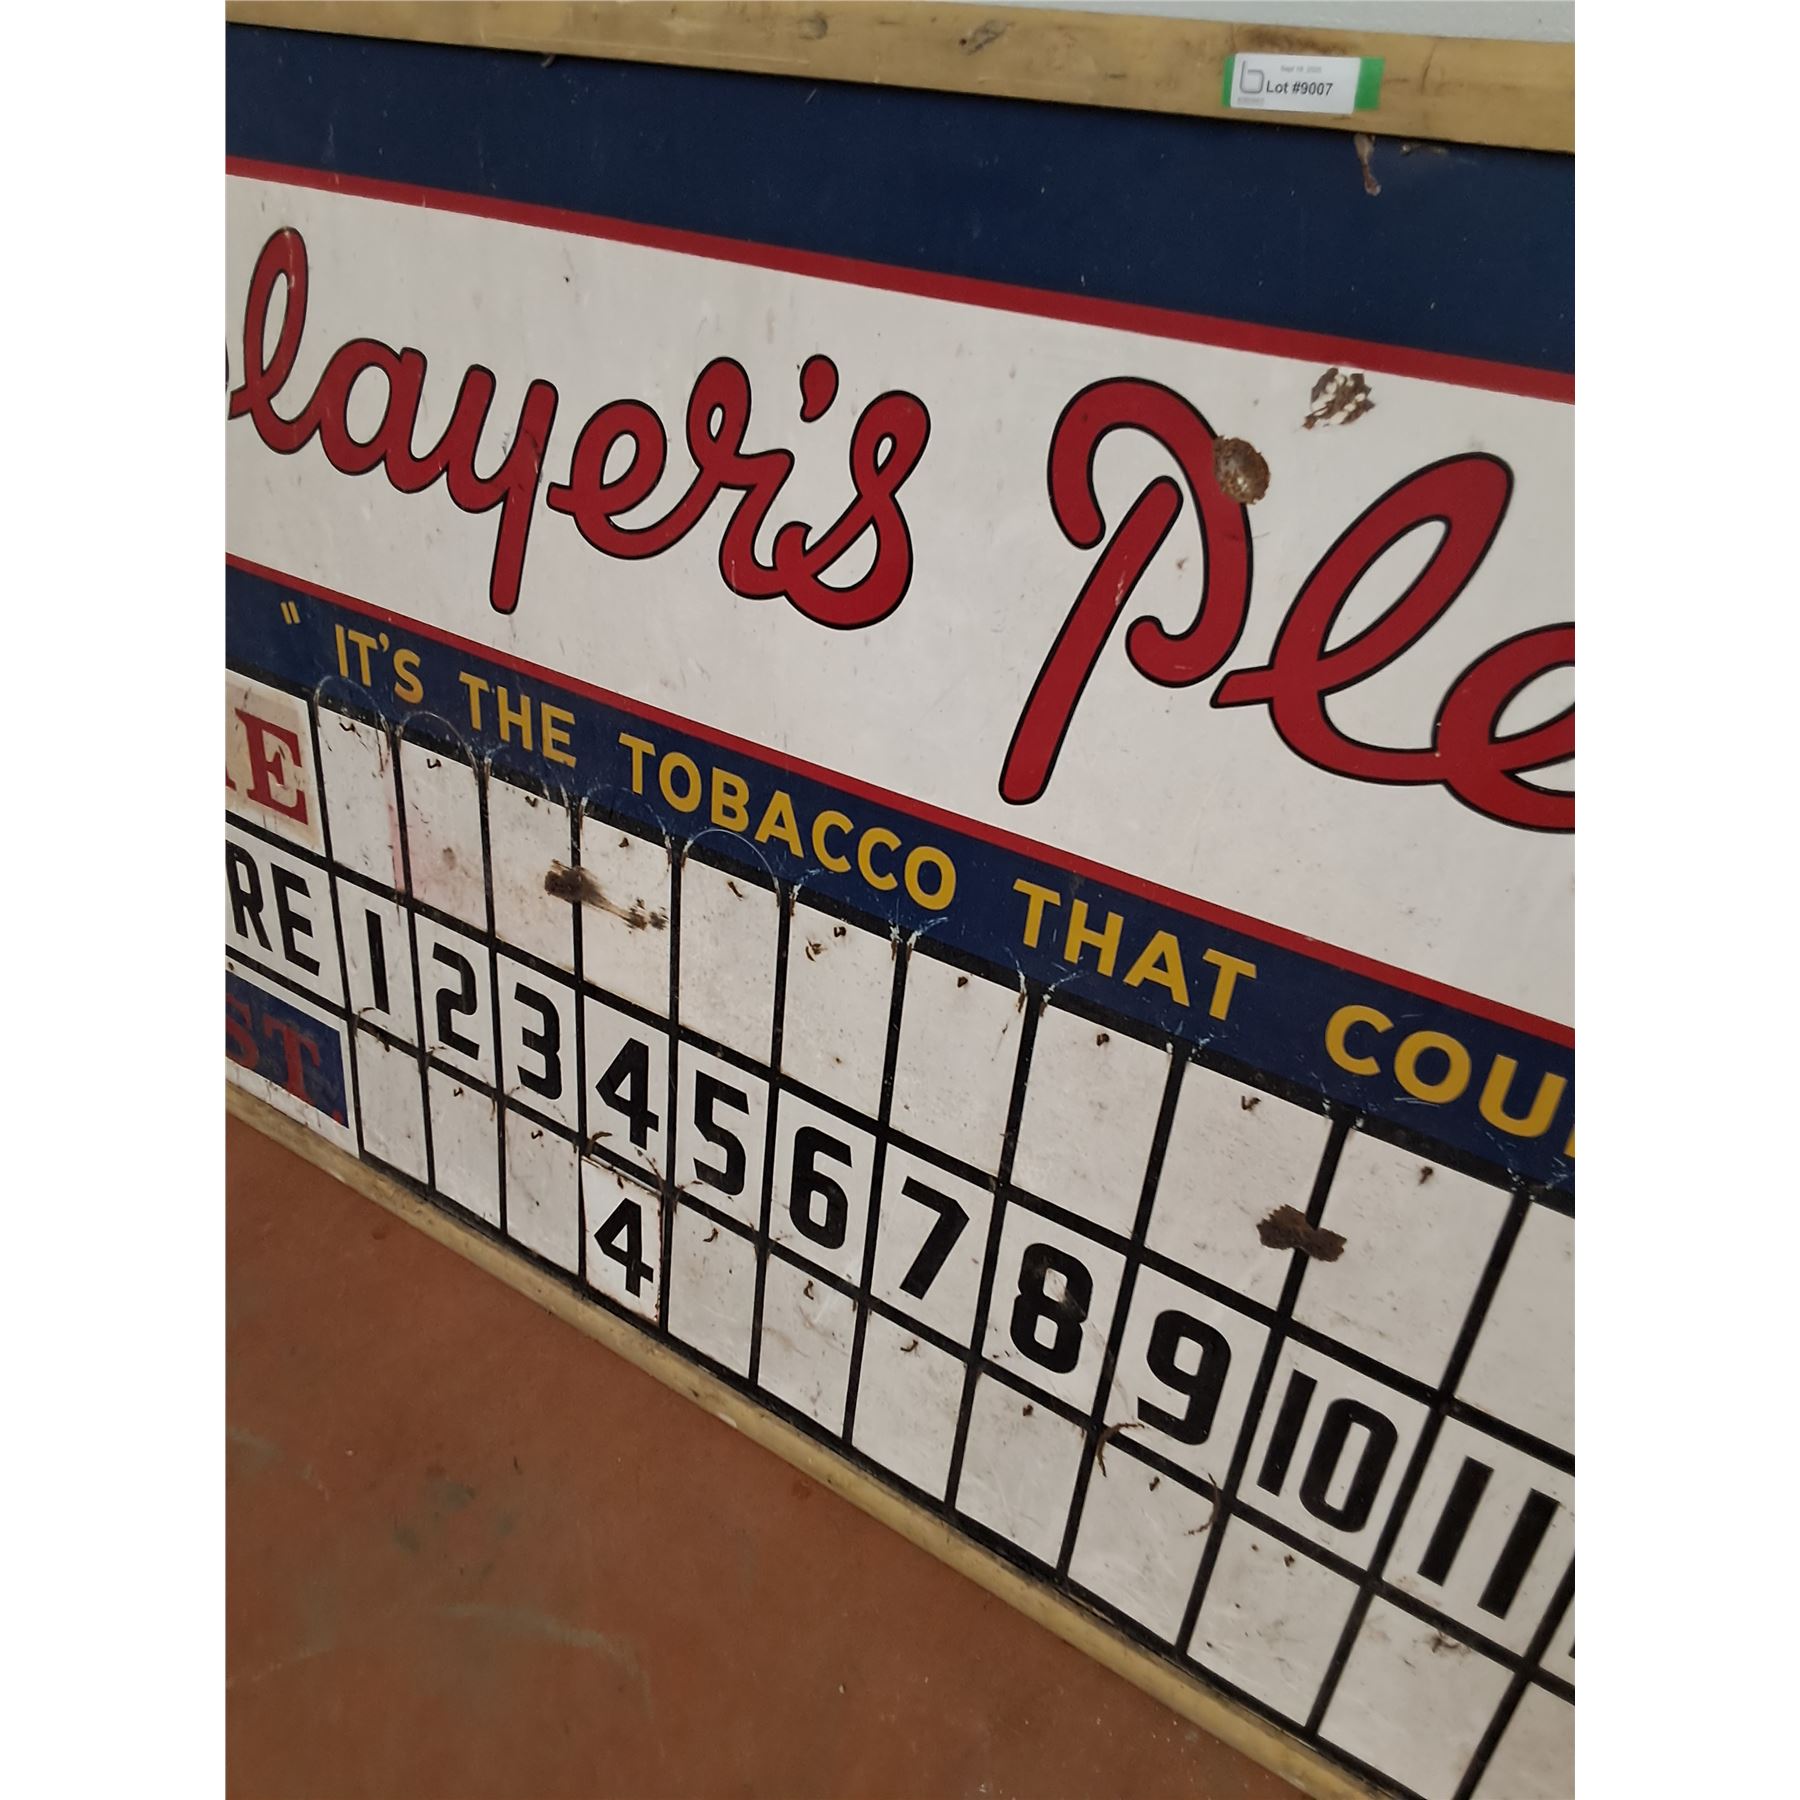 Lot #9007
layer's Ple
" IT'S THE TOBACCO THAT COU
ME
RE 1 2 3 4 5 6 7 8 9 10 11
ST.
4